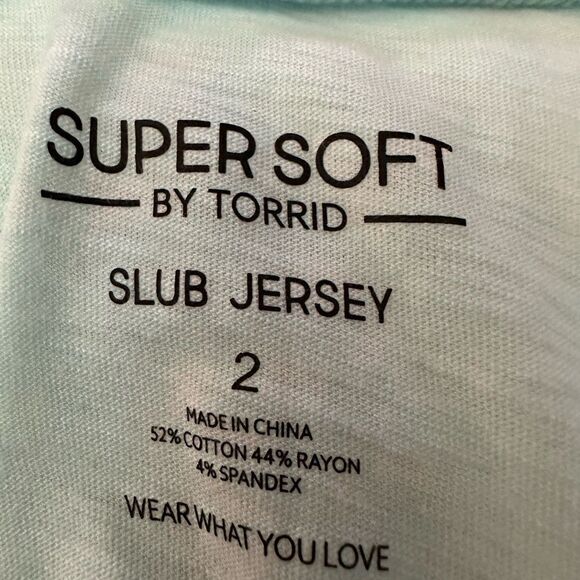 SUPER SOFT
BY TORRID
SLUB JERSEY
2
MADE IN CHINA
52% COTTON 44% RAYON
4% SPANDEX
WEAR WHAT YOU LOVE